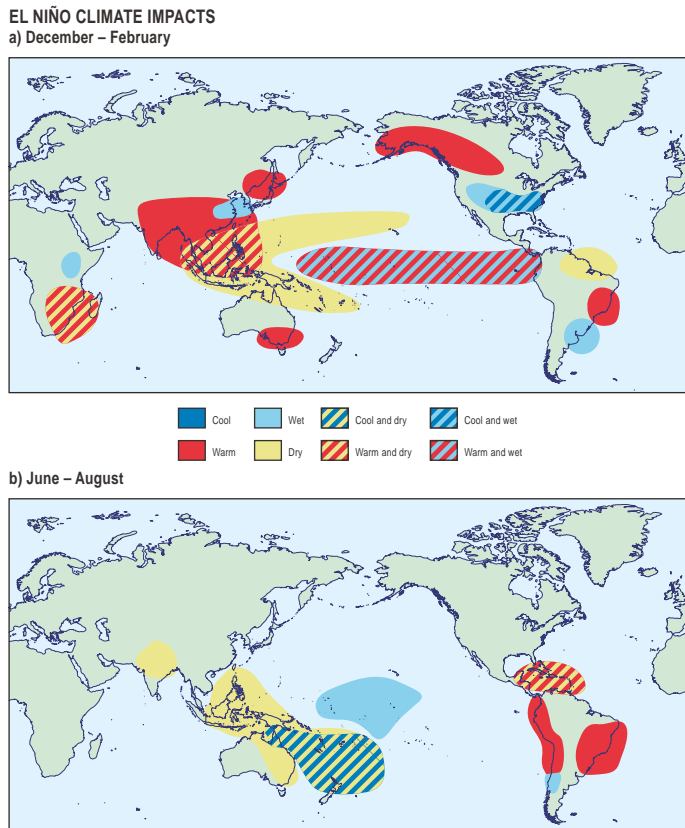 EL NIÑO CLIMATE IMPACTS
a) December – February
Cool Wet Cool and dry Cool and wet
Warm Dry Warm and dry Warm and wet
b) June – August